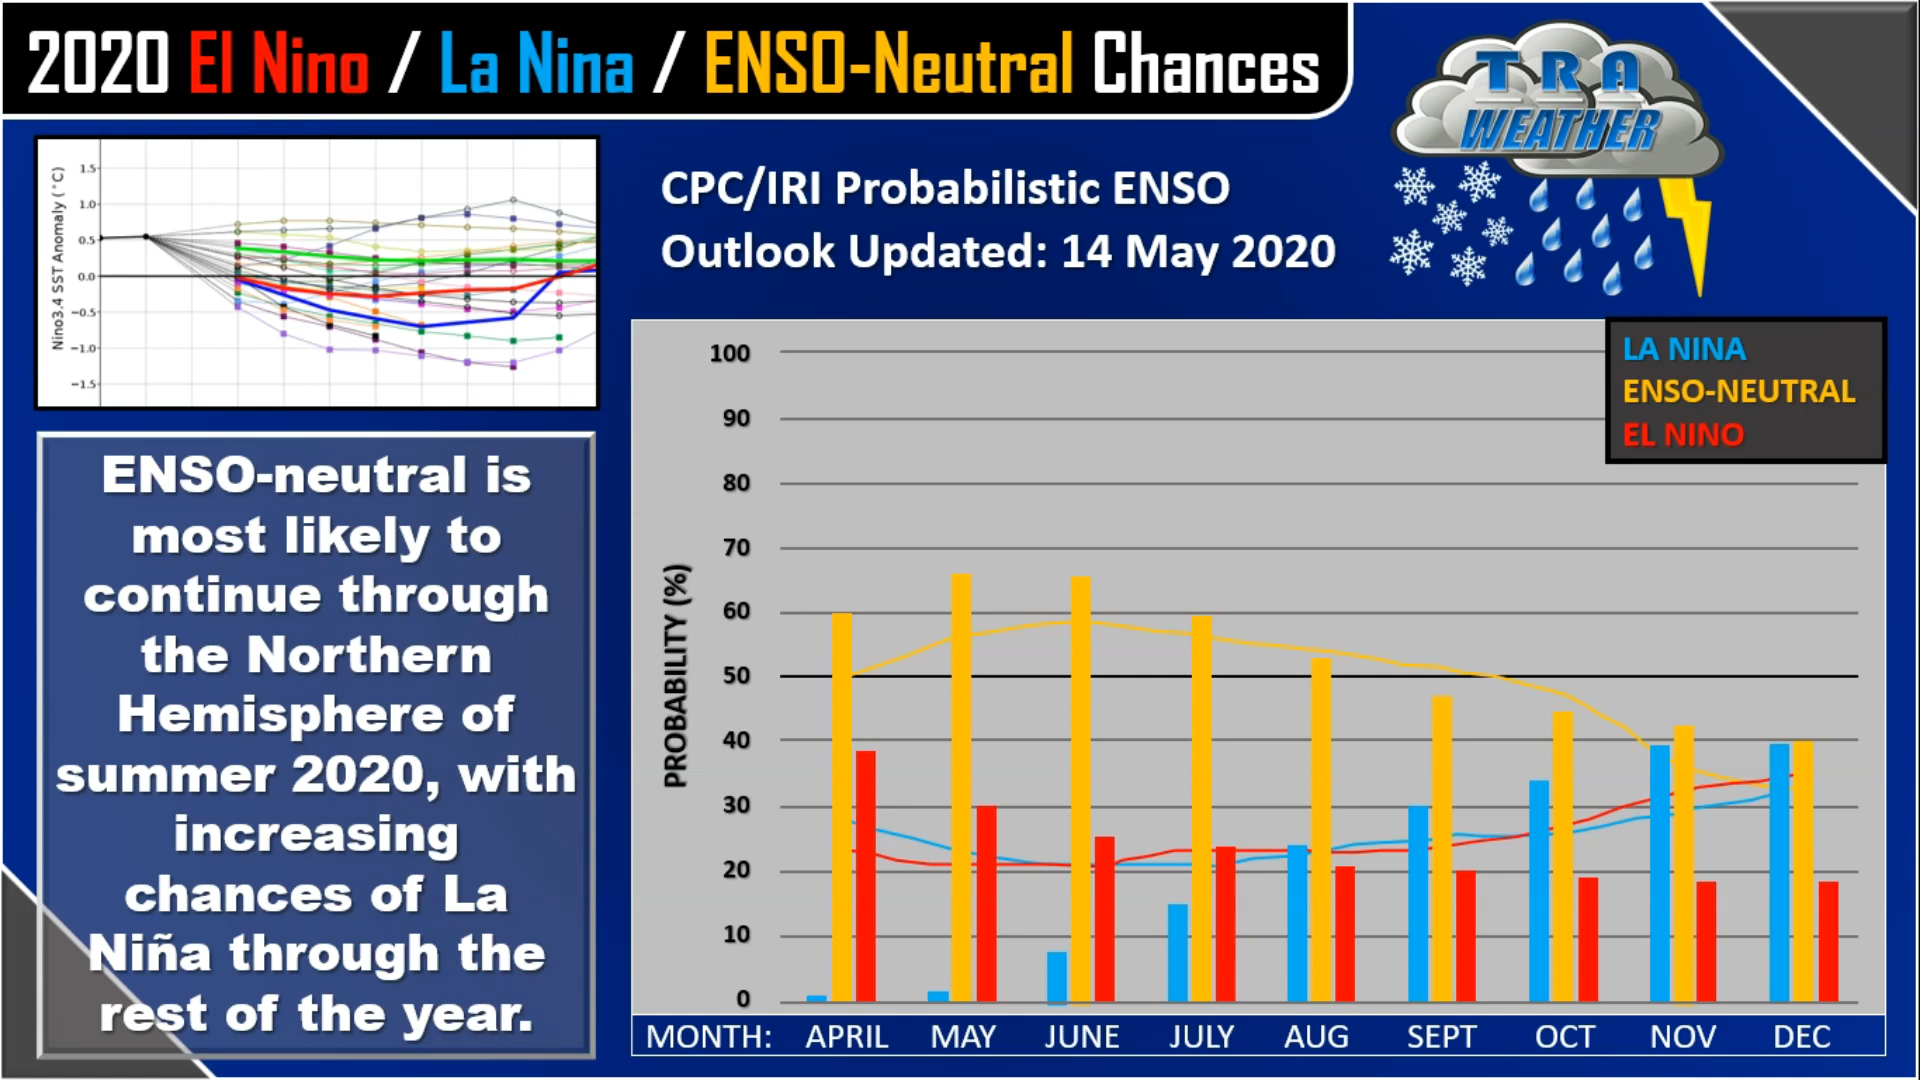 2020 El Nino / La Nina / ENSO-Neutral Chances
TRA
WEATHER
Nino3.4 SST Anomaly (°C)
1.5
1.0
0.5
0.0
−0.5
−1.0
−1.5
CPC/IRI Probabilistic ENSO
Outlook Updated: 14 May 2020
ENSO-neutral is
most likely to
continue through
the Northern
Hemisphere of
summer 2020, with
increasing
chances of La
Niña through the
rest of the year.
LA NINA
ENSO-NEUTRAL
EL NINO
PROBABILITY (%)
100
90
80
70
60
50
40
30
20
10
0
MONTH: APRIL MAY JUNE JULY AUG SEPT OCT NOV DEC